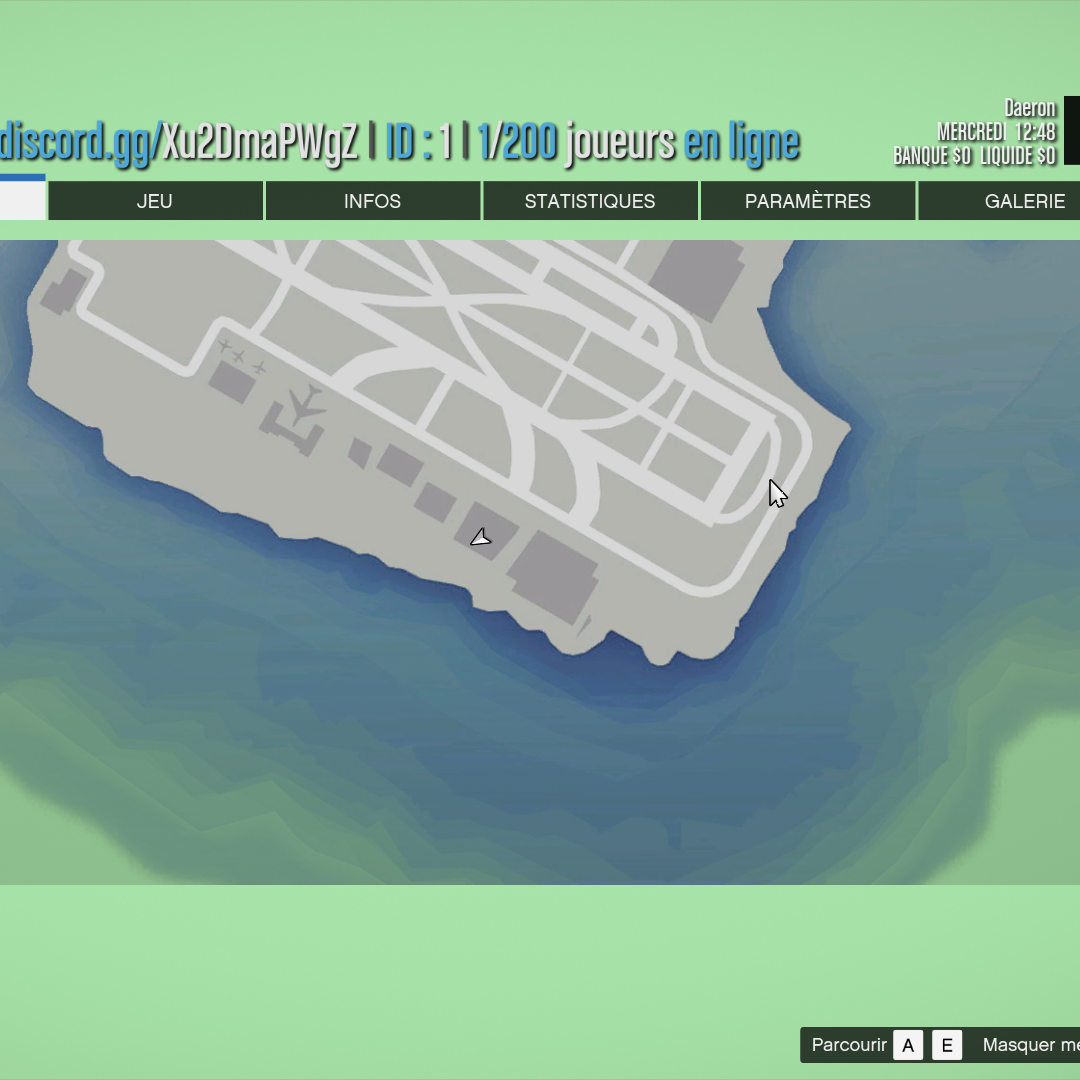 discord.gg/Xu2DmaPWgZ | ID : 1 | 1/200 joueurs en ligne
Daeron
MERCREDI 12:48
BANQUE $0 LIQUIDE $0
JEU
INFOS
STATISTIQUES
PARAMÈTRES
GALERIE
Parcourir A E Masquer